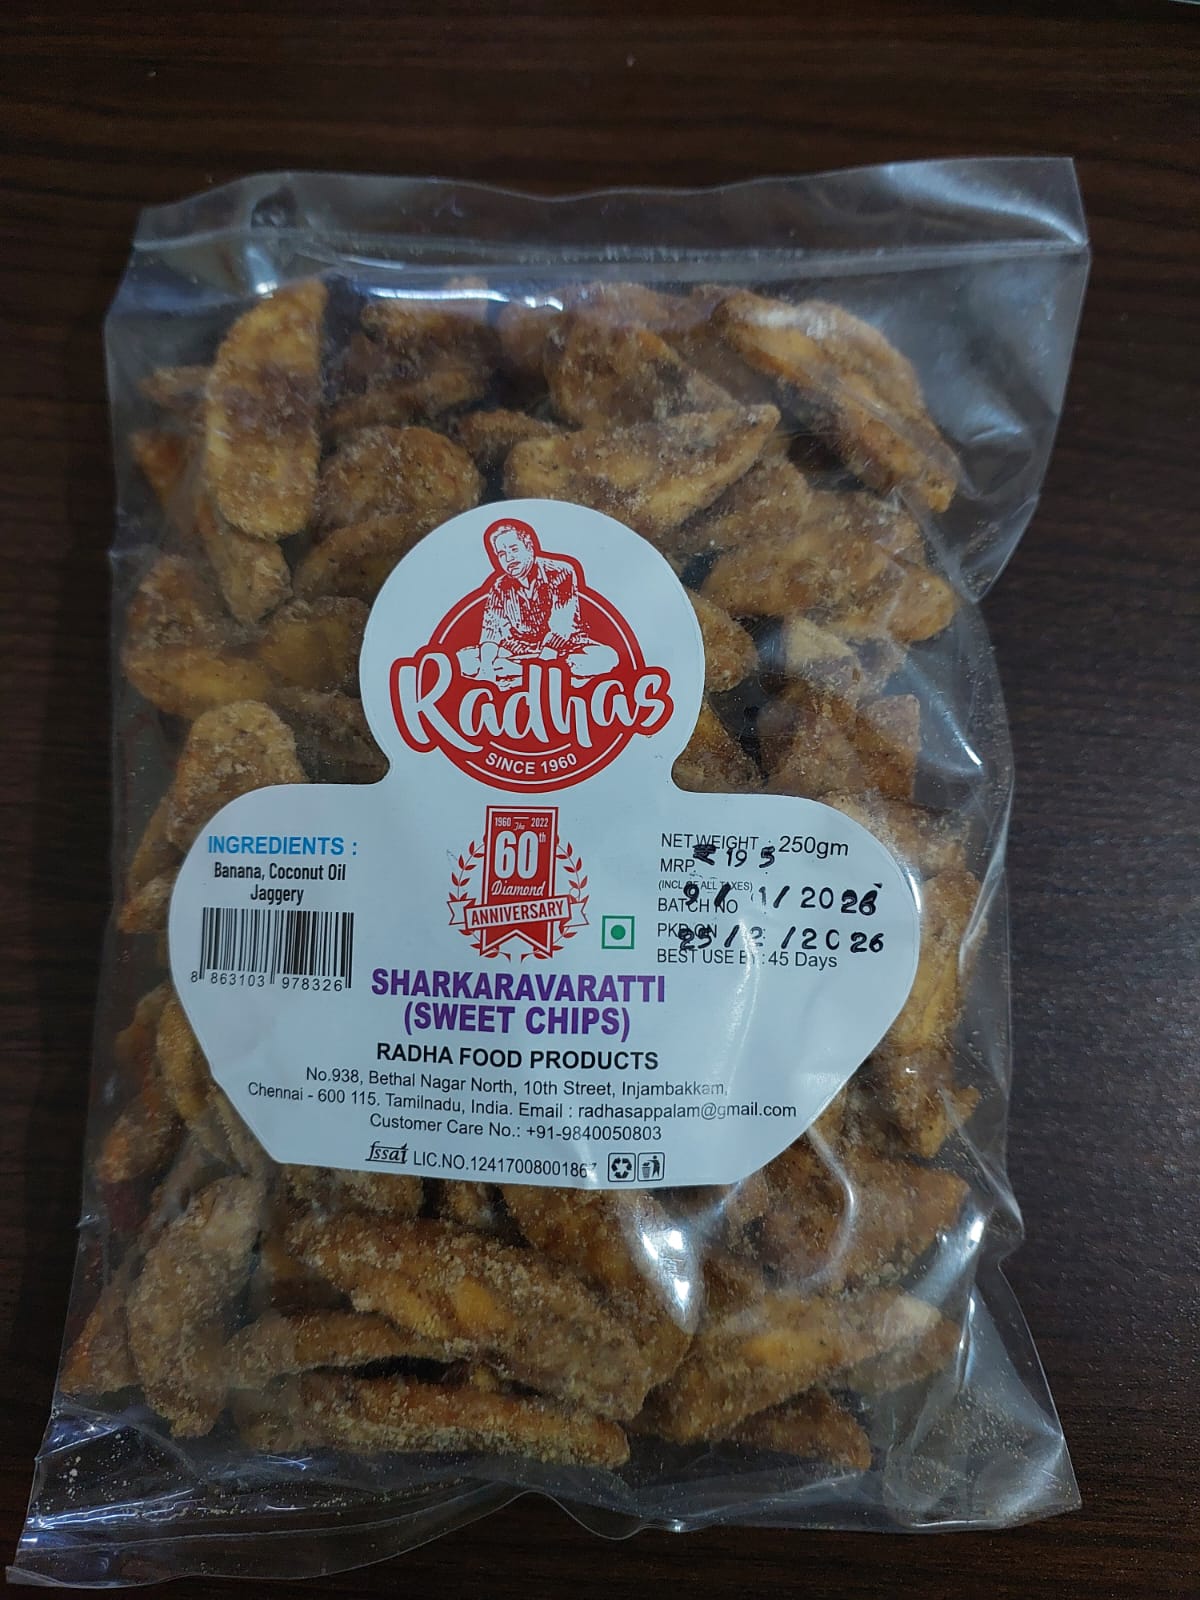 Radhas
SINCE 1960
1960 The 2022
60th
Diamond
ANNIVERSARY
INGREDIENTS :
Banana, Coconut Oil
Jaggery
8 863103 978326
NET WEIGHT : 250gm
MRP ₹ 195
(INCL OF ALL TAXES)
BATCH NO 9/1/2026
PKD ON 25/2/2026
BEST USE BY : 45 Days
SHARKARAVARATTI
(SWEET CHIPS)
RADHA FOOD PRODUCTS
No.938, Bethal Nagar North, 10th Street, Injambakkam,
Chennai - 600 115. Tamilnadu, India. Email : radhasappalam@gmail.com
Customer Care No.: +91-9840050803
fssai LIC.NO.12417008001867